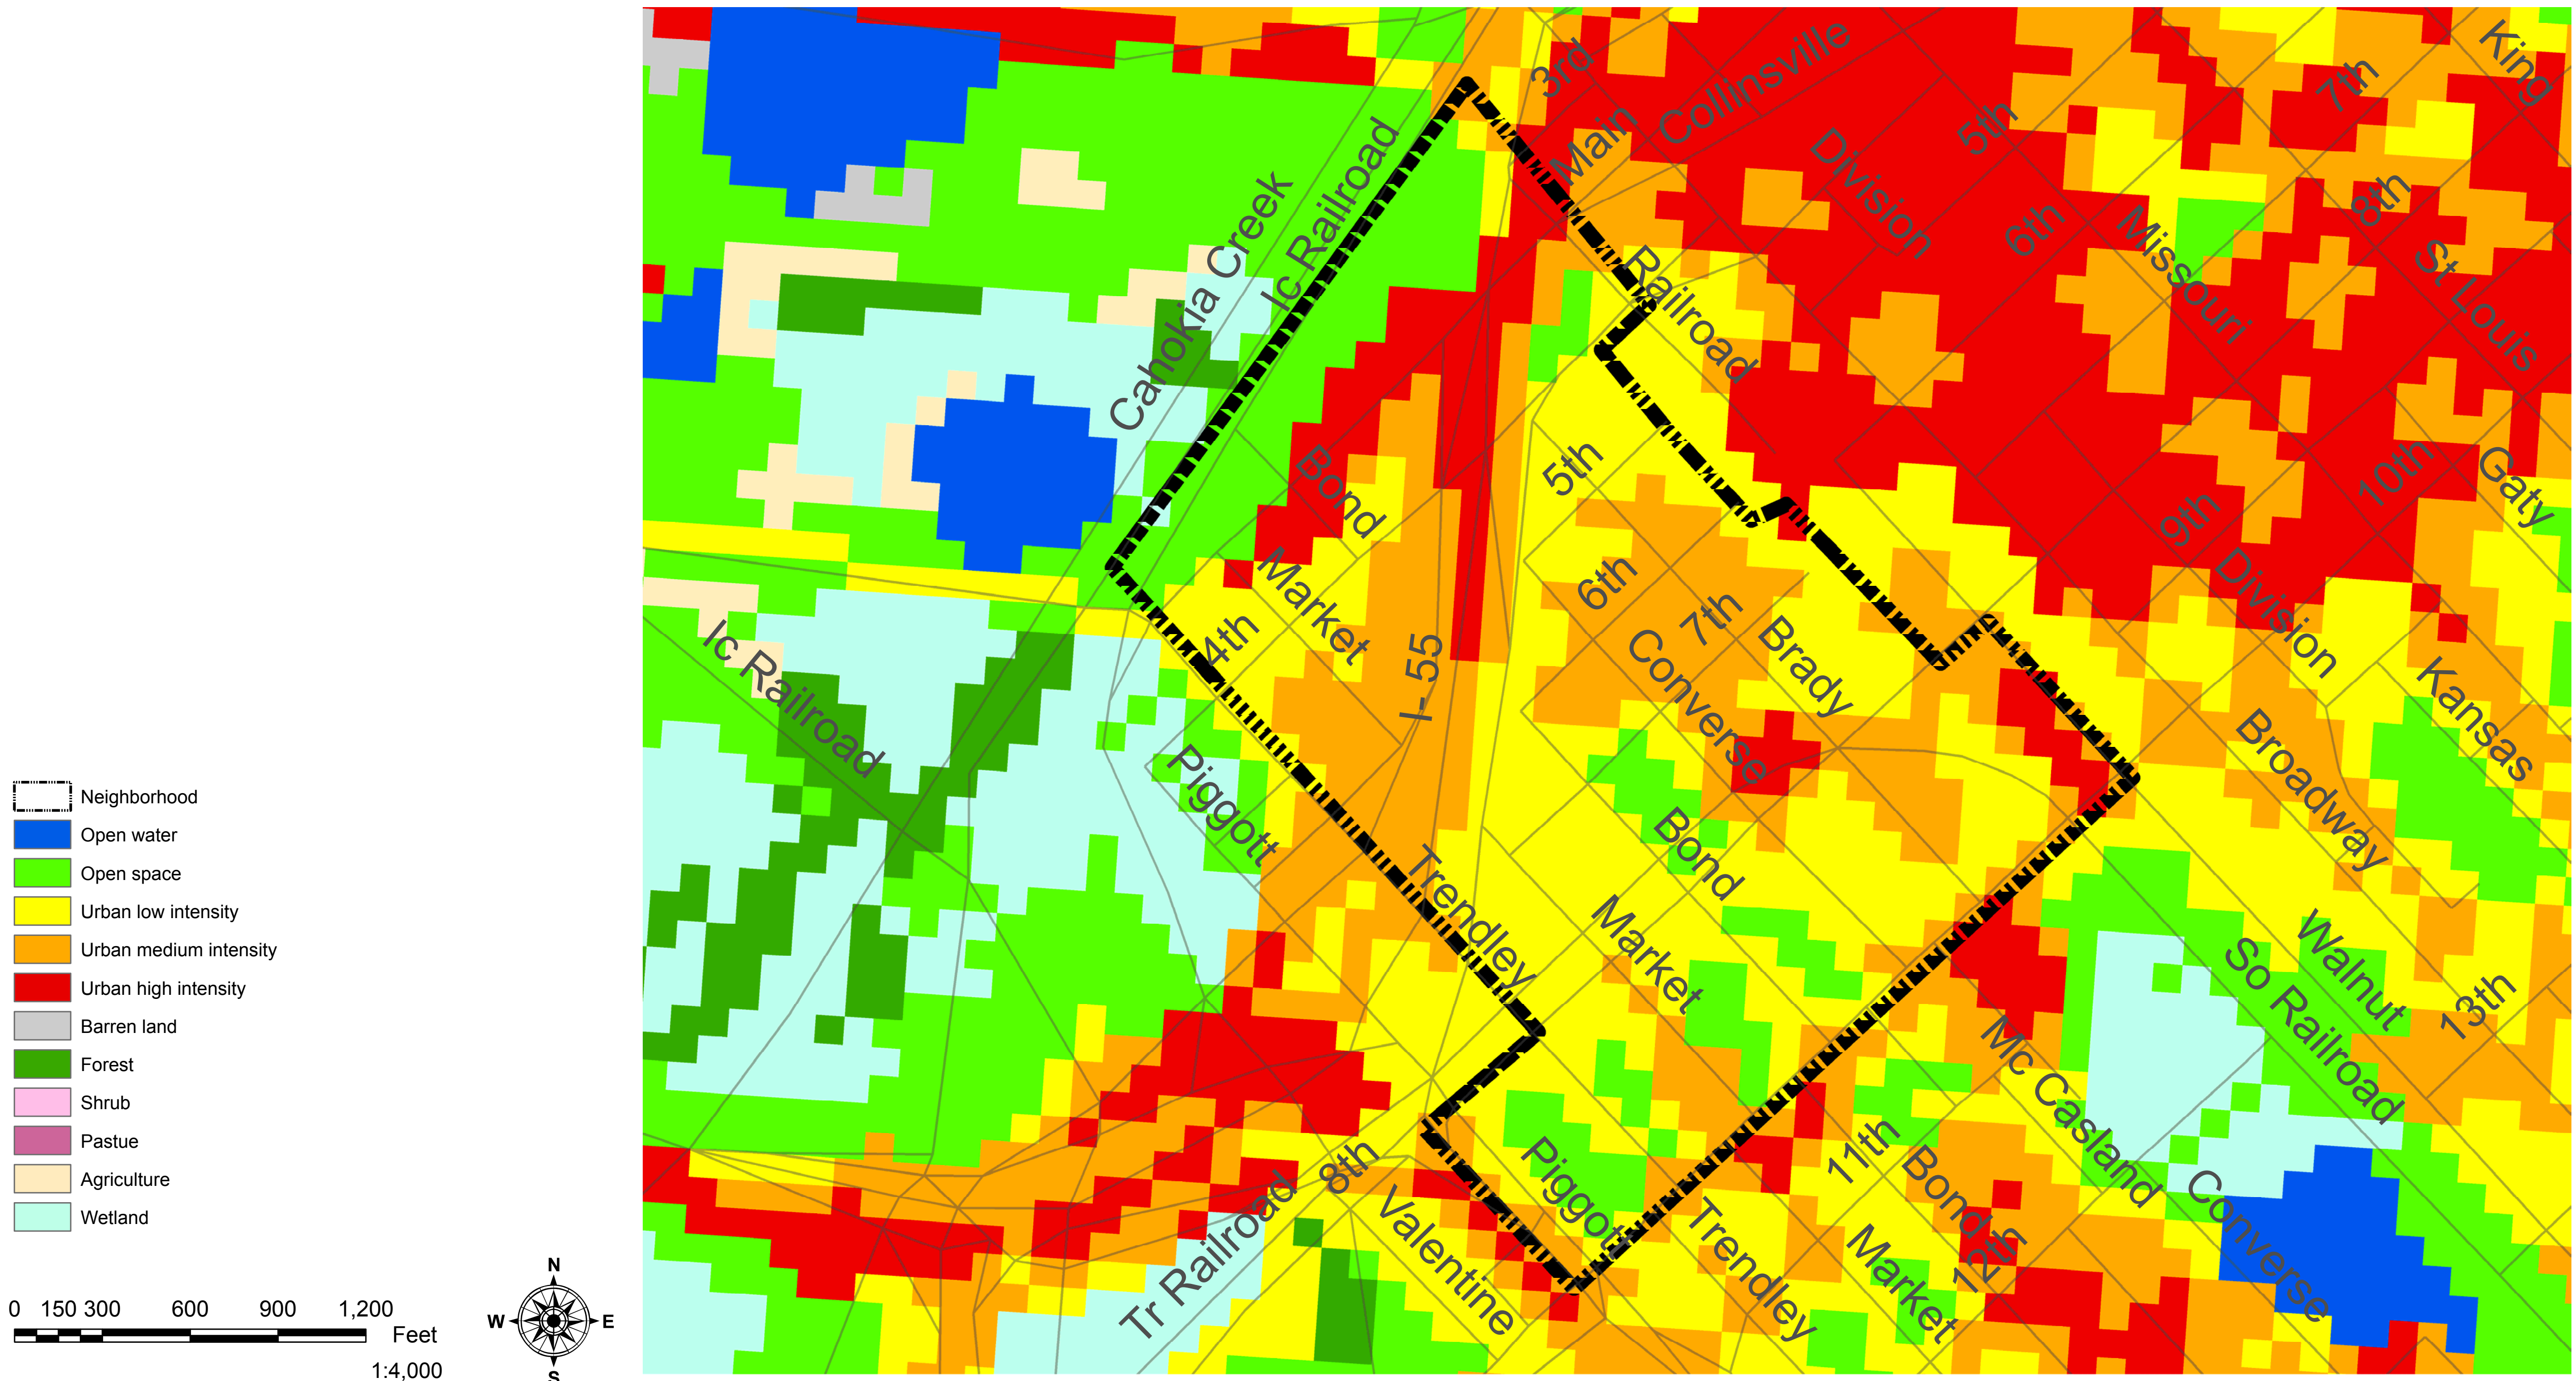 Neighborhood
Open water
Open space
Urban low intensity
Urban medium intensity
Urban high intensity
Barren land
Forest
Shrub
Pastue
Agriculture
Wetland
0 150 300 600 900 1,200
Feet
1:4,000
N
W E
S
3rd
Main
Collinsville
Division
5th
6th
Missouri
7th
King
8th
St Louis
Cahokia Creek
Ic Railroad
Railroad
Bond
Market
4th
I- 55
5th
6th
7th
Converse
Brady
9th
10th
Gaty
Division
Kansas
Broadway
Ic Railroad
Piggott
Trendley
Bond
Market
Walnut
So Railroad
13th
Mc Casland
Converse
11th
Bond
12th
Market
Trendley
Piggott
8th
Valentine
Tr Railroad